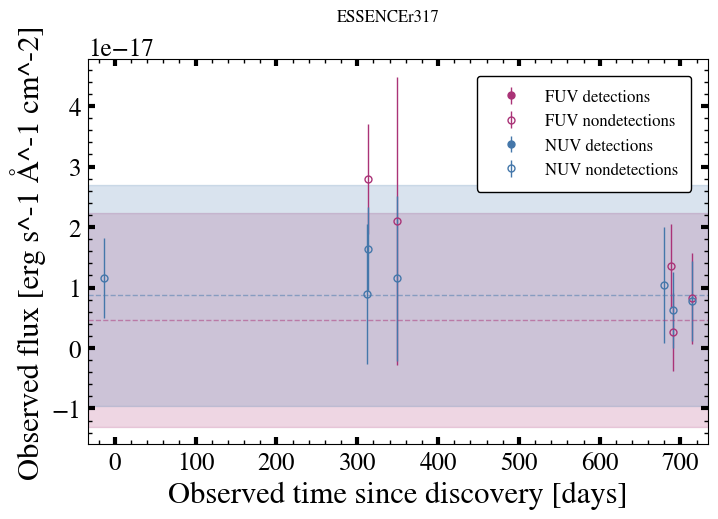 ESSENCEr317
1e−17
Observed flux [erg s^-1 Å^-1 cm^-2]
4
3
2
1
0
−1
FUV detections
FUV nondetections
NUV detections
NUV nondetections
0 100 200 300 400 500 600 700
Observed time since discovery [days]